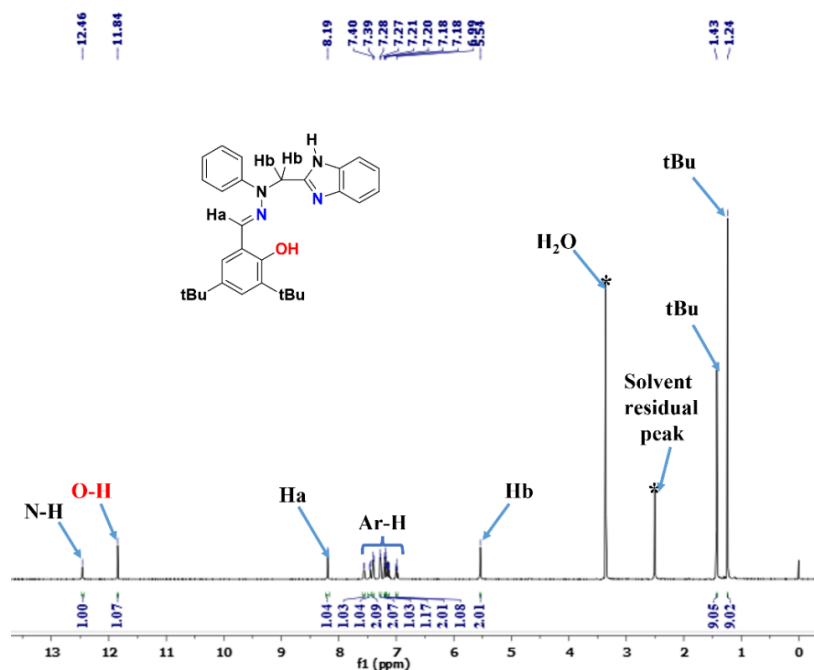 12.46
11.84
8.19
7.40
7.39
7.28
7.27
7.21
7.20
7.18
7.18
6.99
5.54
1.43
1.24
H
Hb Hb
N
N
N
Ha
N
OH
tBu
tBu
tBu
H₂O
tBu
Solvent
residual
peak
*
*
N-H
O-H
Ha
Ar-H
Hb
1.00
1.07
1.04
1.03
1.04
2.09
2.07
1.03
1.17
2.01
1.08
2.01
9.05
9.02
13 12 11 10 9 8 7 6 5 4 3 2 1 0
f1 (ppm)